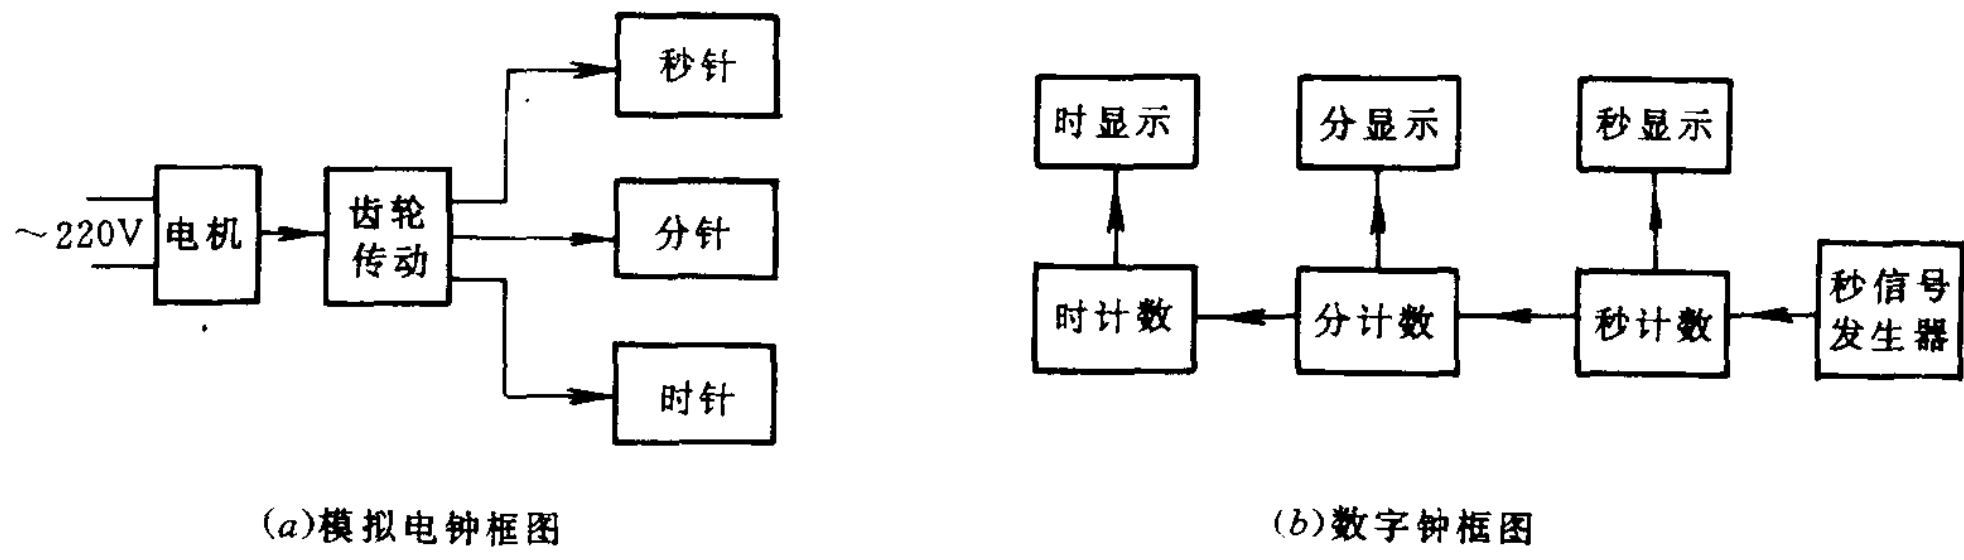 秒针
~220V
电机
齿轮
传动
分针
时针
(a)模拟电钟框图
时显示
分显示
秒显示
时计数
分计数
秒计数
秒信号
发生器
(b)数字钟框图